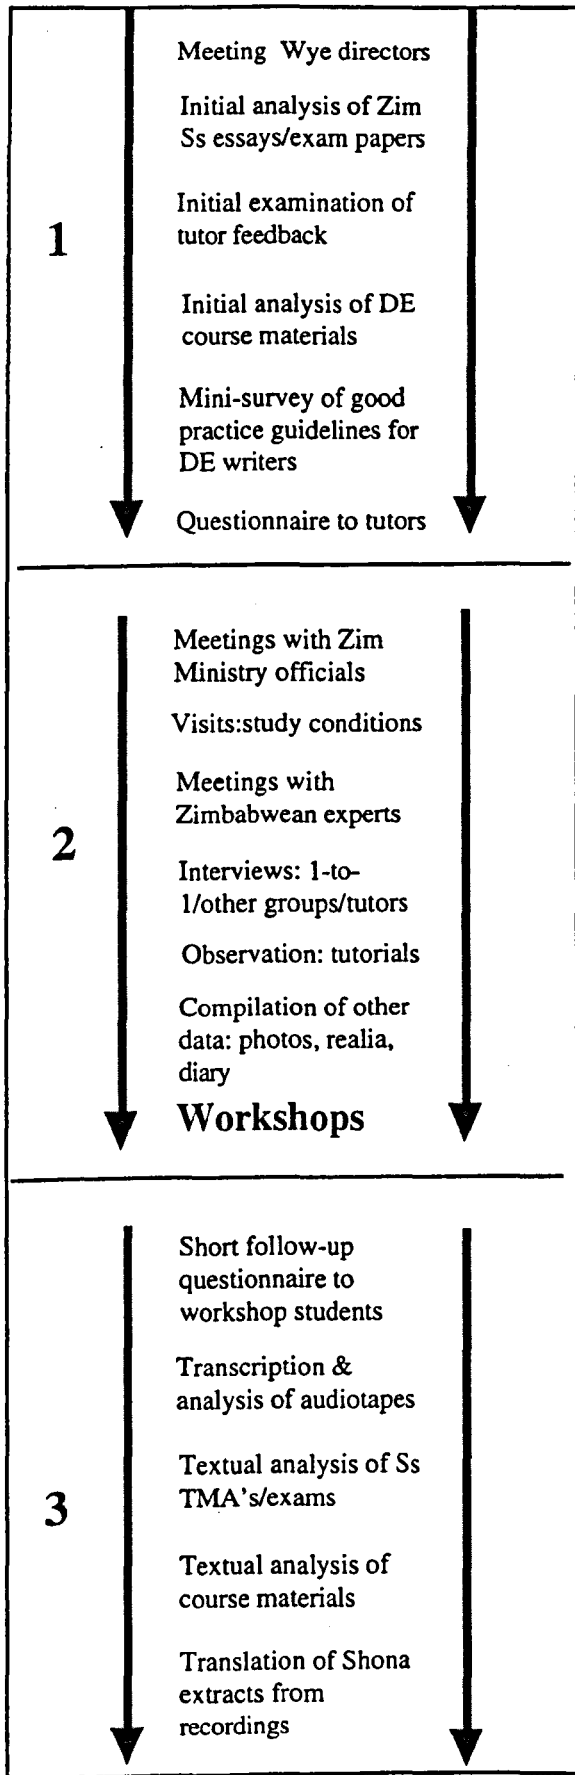 1
Meeting Wye directors
Initial analysis of Zim
Ss essays/exam papers
Initial examination of
tutor feedback
Initial analysis of DE
course materials
Mini-survey of good
practice guidelines for
DE writers
Questionnaire to tutors
2
Meetings with Zim
Ministry officials
Visits:study conditions
Meetings with
Zimbabwean experts
Interviews: 1-to-
1/other groups/tutors
Observation: tutorials
Compilation of other
data: photos, realia,
diary
Workshops
3
Short follow-up
questionnaire to
workshop students
Transcription &
analysis of audiotapes
Textual analysis of Ss
TMA's/exams
Textual analysis of
course materials
Translation of Shona
extracts from
recordings